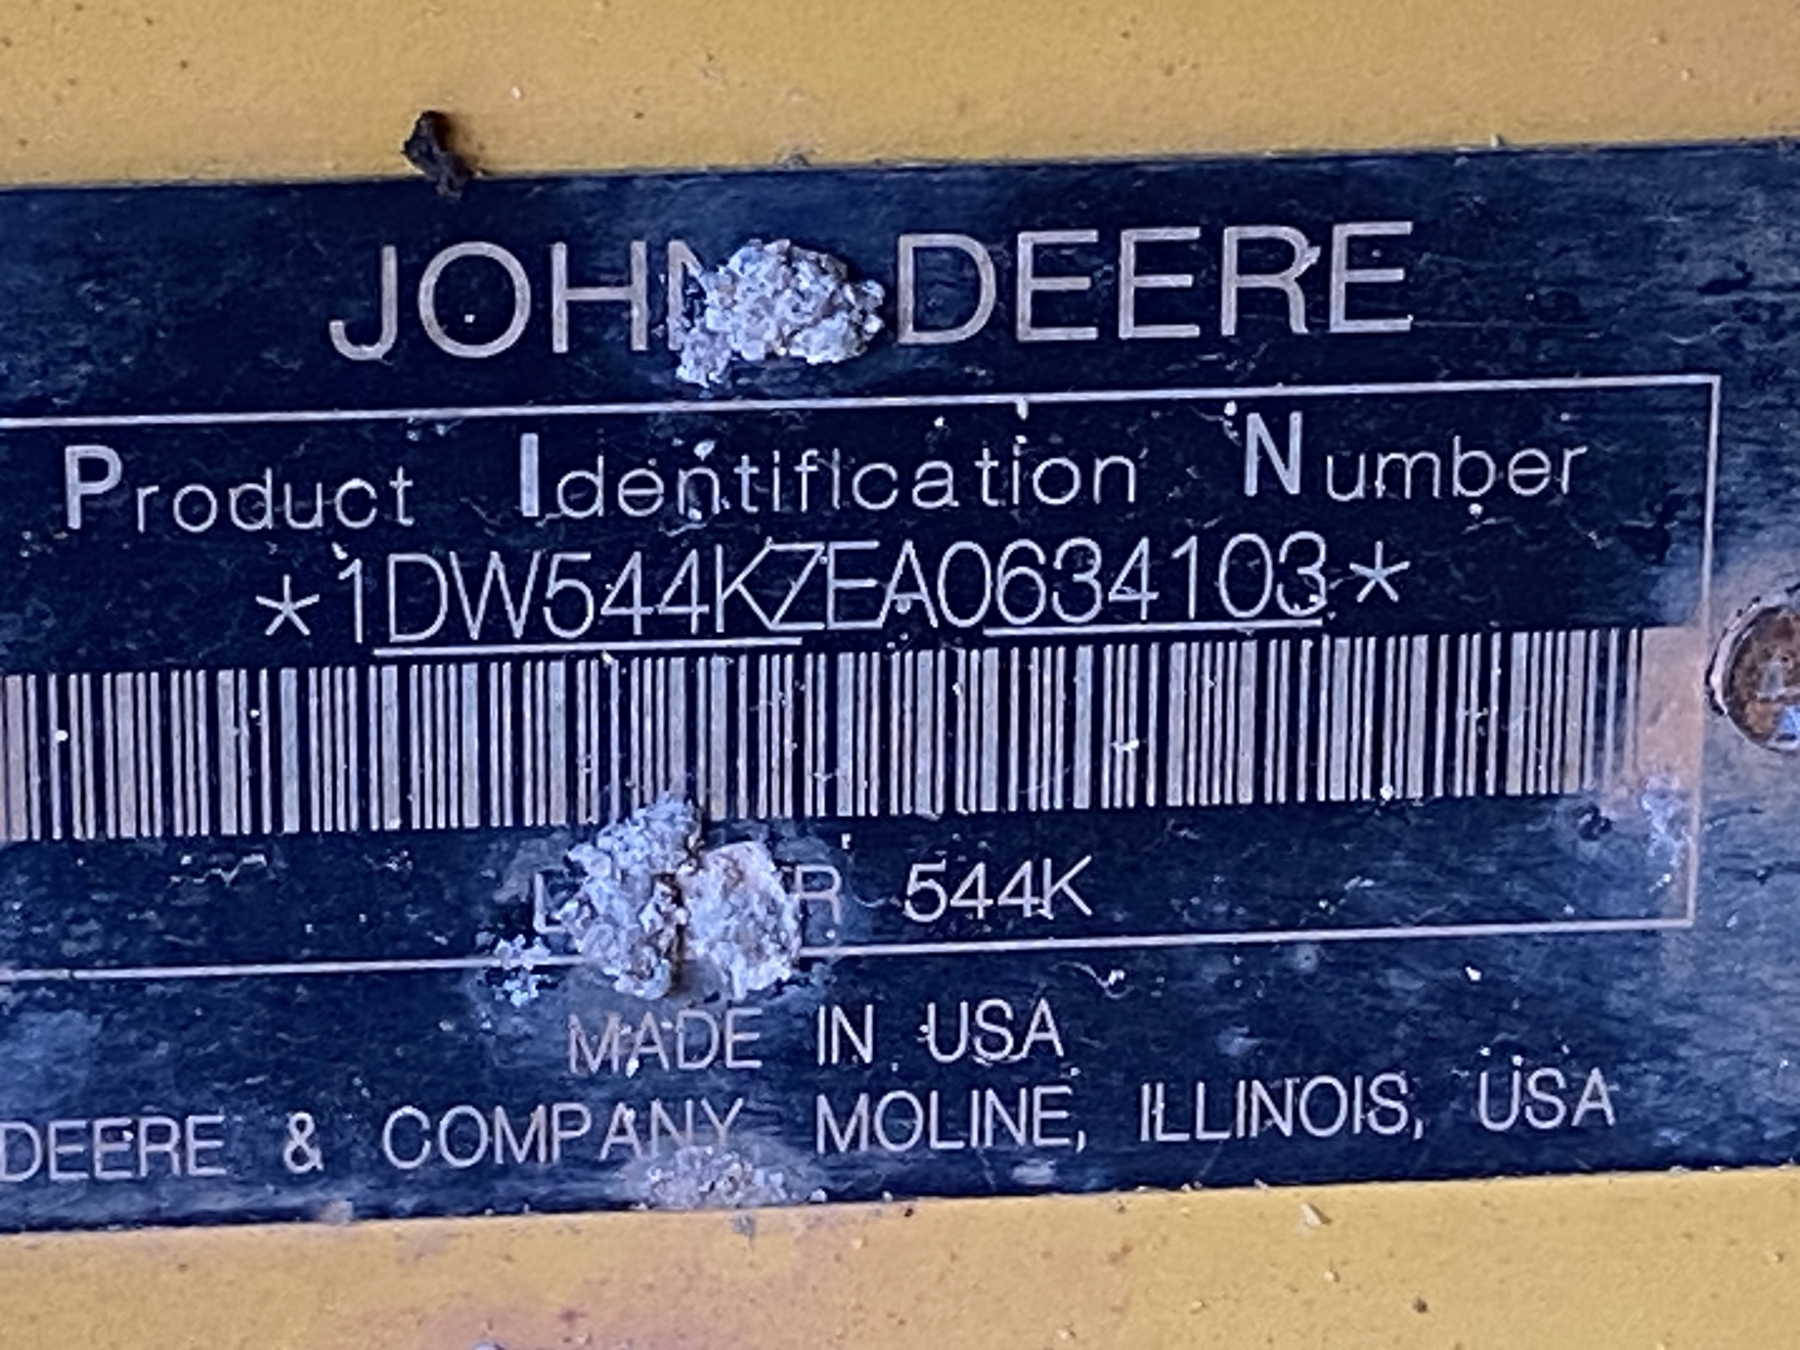 JOHN DEERE
Product Identification Number
*1DW544KZEA0634103*
544K
MADE IN USA
DEERE & COMPANY MOLINE, ILLINOIS, USA